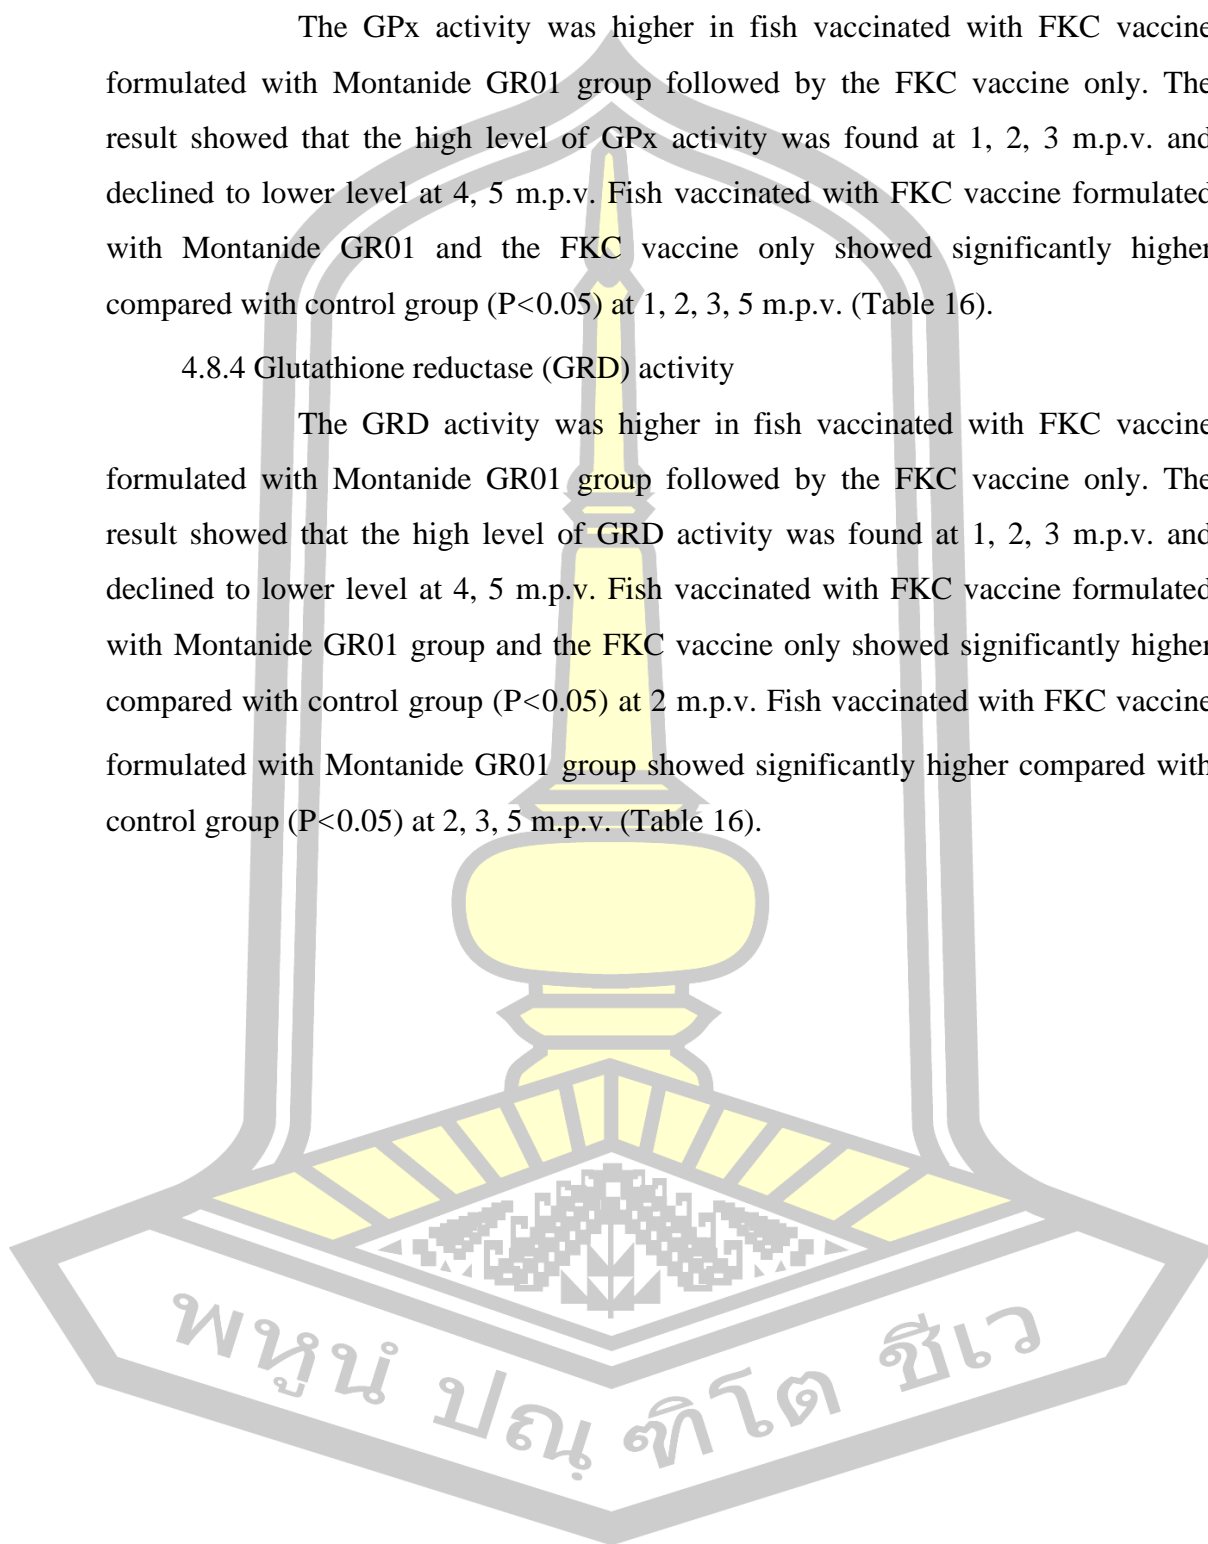 The GPx activity was higher in fish vaccinated with FKC vaccine
formulated with Montanide GR01 group followed by the FKC vaccine only. The
result showed that the high level of GPx activity was found at 1, 2, 3 m.p.v. and
declined to lower level at 4, 5 m.p.v. Fish vaccinated with FKC vaccine formulated
with Montanide GR01 and the FKC vaccine only showed significantly higher
compared with control group (P<0.05) at 1, 2, 3, 5 m.p.v. (Table 16).
4.8.4 Glutathione reductase (GRD) activity
The GRD activity was higher in fish vaccinated with FKC vaccine
formulated with Montanide GR01 group followed by the FKC vaccine only. The
result showed that the high level of GRD activity was found at 1, 2, 3 m.p.v. and
declined to lower level at 4, 5 m.p.v. Fish vaccinated with FKC vaccine formulated
with Montanide GR01 group and the FKC vaccine only showed significantly higher
compared with control group (P<0.05) at 2 m.p.v. Fish vaccinated with FKC vaccine
formulated with Montanide GR01 group showed significantly higher compared with
control group (P<0.05) at 2, 3, 5 m.p.v. (Table 16).
พหูนํ ปณฺฑิโต ชีเว